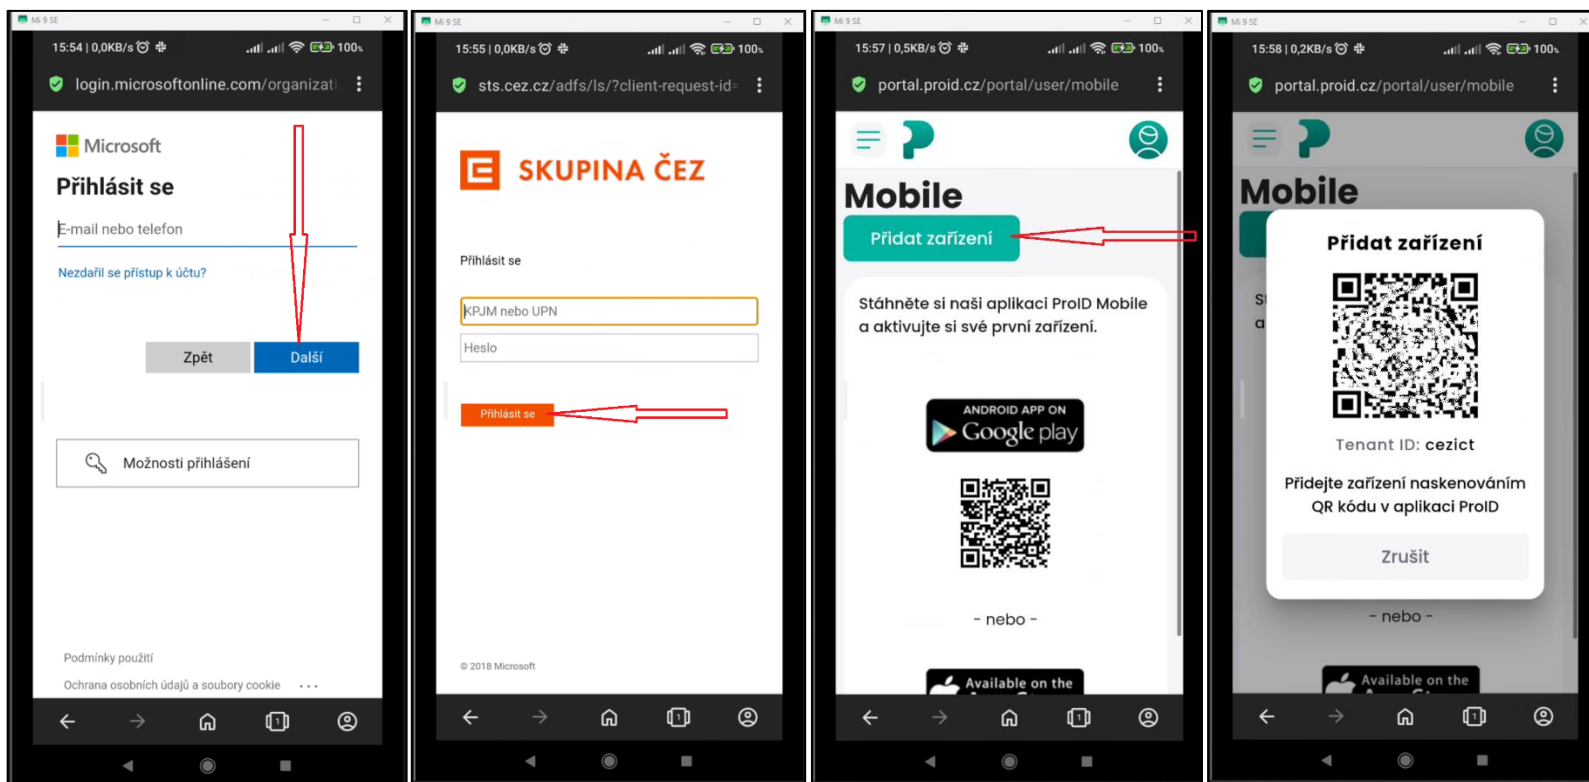 Mi 9 SE
15:54 | 0,0KB/s
100%
login.microsoftonline.com/organizati
Microsoft
Přihlásit se
E-mail nebo telefon
Nezdařil se přístup k účtu?
Zpět
Další
Možnosti přihlášení
Podmínky použití
Ochrana osobních údajů a soubory cookie
...
Mi 9 SE
15:55 | 0,0KB/s
100%
sts.cez.cz/adfs/ls/?client-request-id=
SKUPINA ČEZ
Přihlásit se
KPJM nebo UPN
Heslo
Přihlásit se
© 2018 Microsoft
Mi 9 SE
15:57 | 0,5KB/s
100%
portal.proid.cz/portal/user/mobile
Mobile
Přidat zařízení
Stáhněte si naši aplikaci ProID Mobile
a aktivujte si své první zařízení.
ANDROID APP ON
Google play
- nebo -
Available on the
Mi 9 SE
15:58 | 0,2KB/s
100%
portal.proid.cz/portal/user/mobile
Mobile
Přidat zařízení
Tenant ID: cezict
Přidejte zařízení naskenováním
QR kódu v aplikaci ProID
Zrušit
- nebo -
Available on the